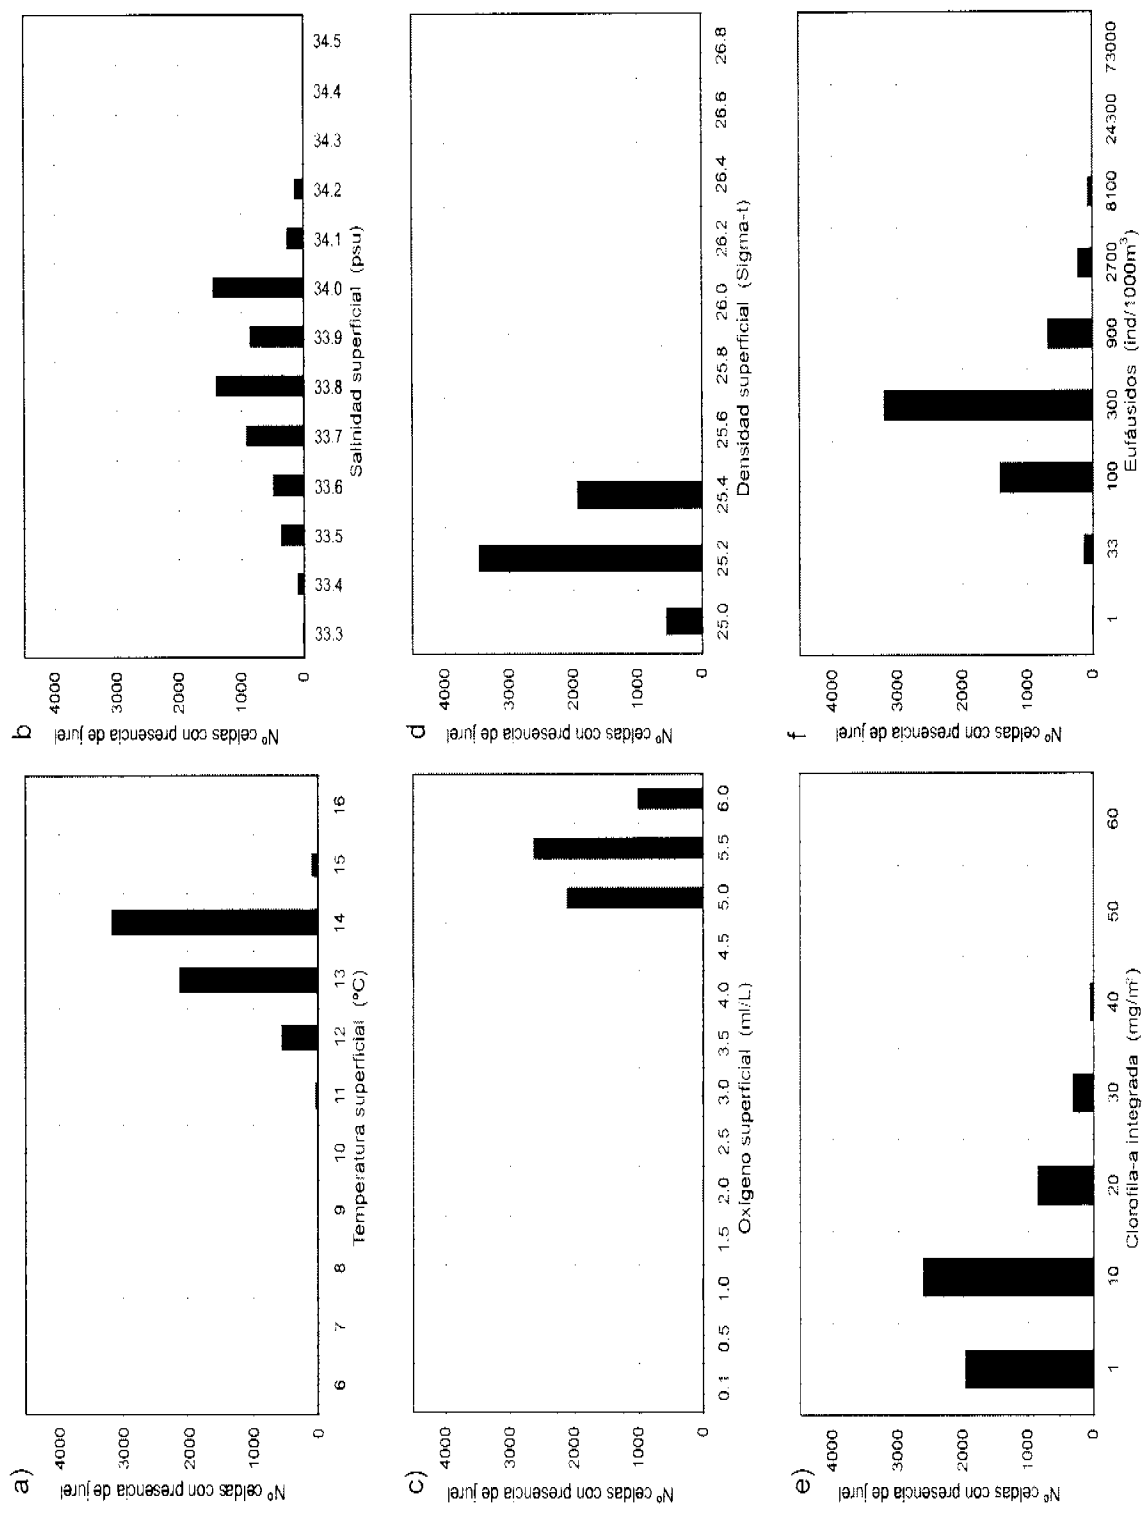 a)
Nº celdas con presencia de jurel
4000
3000
2000
1000
0
6 7 8 9 10 11 12 13 14 15 16
Temperatura superficial (ºC)
b
Nº celdas con presencia de jurel
4000
3000
2000
1000
0
33.3 33.4 33.5 33.6 33.7 33.8 33.9 34.0 34.1 34.2 34.3 34.4 34.5
Salinidad superficial (psu)
c)
Nº celdas con presencia de jurel
4000
3000
2000
1000
0
0.1 0.5 1.0 1.5 2.0 2.5 3.0 3.5 4.0 4.5 5.0 5.5 6.0
Oxígeno superficial (ml/L)
d
Nº celdas con presencia de jurel
4000
3000
2000
1000
0
25.0 25.2 25.4 25.6 25.8 26.0 26.2 26.4 26.6 26.8
Densidad superficial (Sigma-t)
e)
Nº celdas con presencia de jurel
4000
3000
2000
1000
0
1 10 20 30 40 50 60
Clorofila-a integrada (mg/m²)
f
Nº celdas con presencia de jurel
4000
3000
2000
1000
0
1 33 100 300 900 2700 8100 24300 73000
Eufáusidos (ind/1000m³)